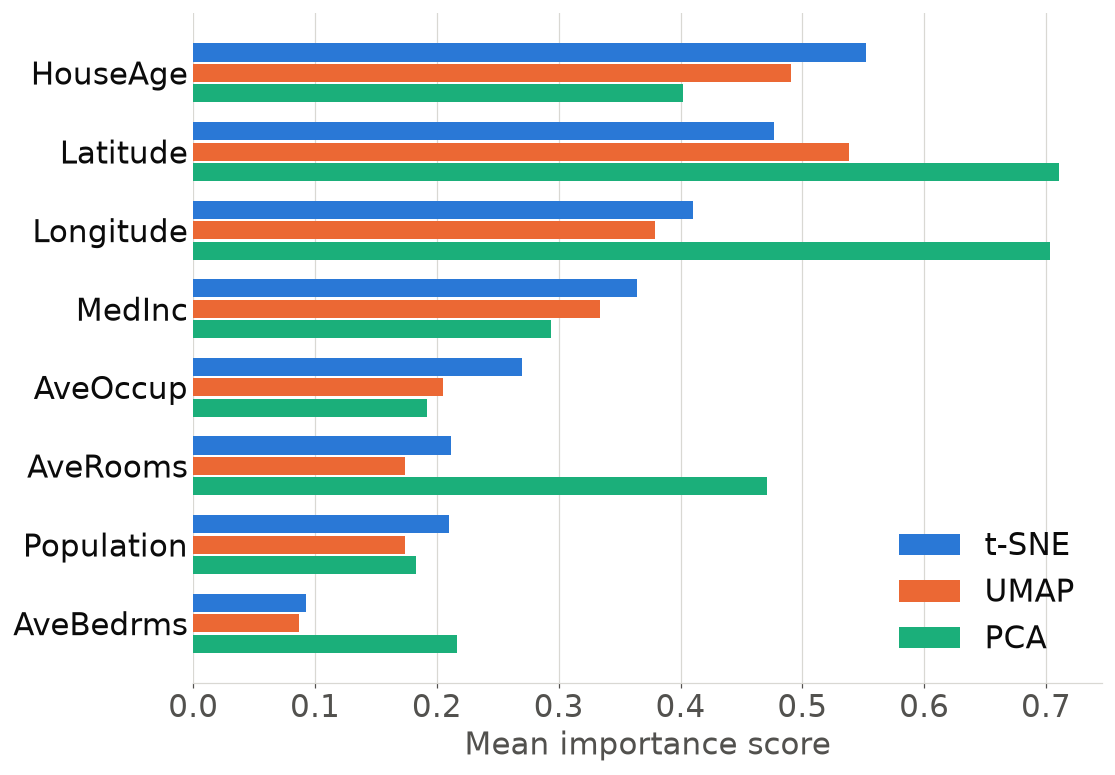 HouseAge
Latitude
Longitude
MedInc
AveOccup
AveRooms
Population
AveBedrms
t-SNE
UMAP
PCA
0.0 0.1 0.2 0.3 0.4 0.5 0.6 0.7
Mean importance score